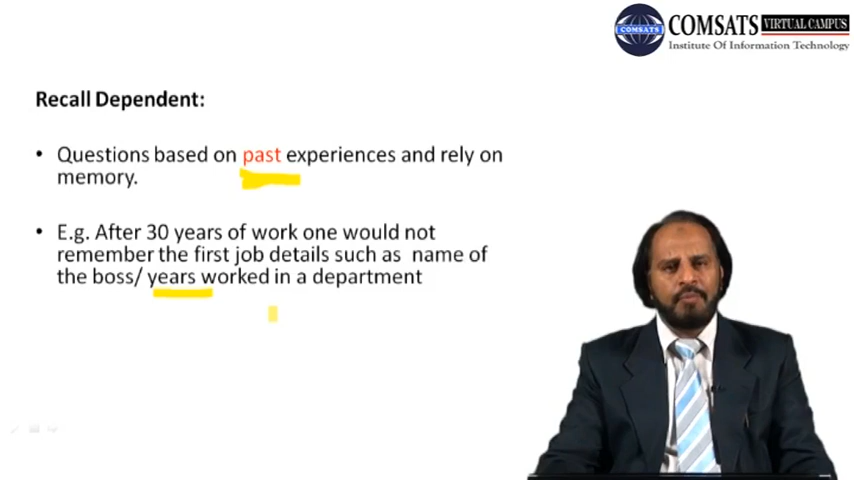 COMSATS VIRTUAL CAMPUS
COMSATS
Institute Of Information Technology
Recall Dependent:
• Questions based on past experiences and rely on
memory.
• E.g. After 30 years of work one would not
remember the first job details such as name of
the boss/ years worked in a department